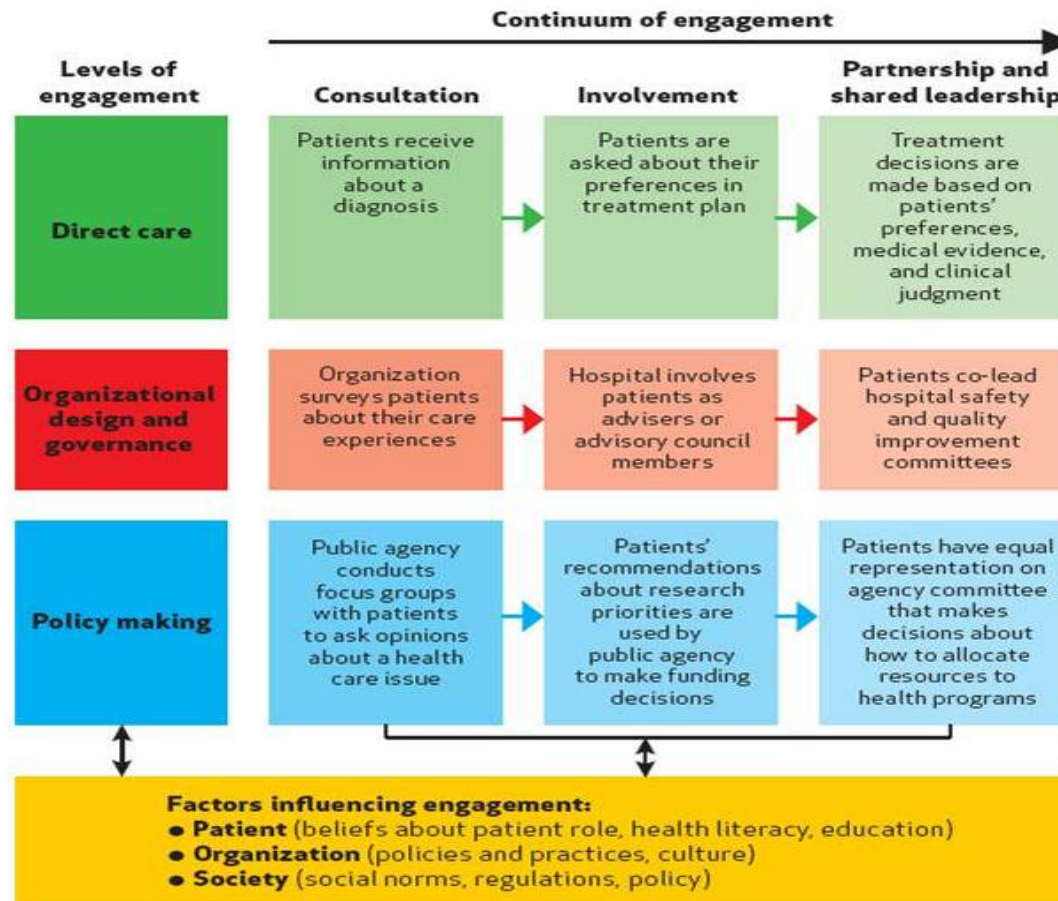 Continuum of engagement
Levels of
engagement
Consultation
Involvement
Partnership and
shared leadership
Direct care
Patients receive
information
about a
diagnosis
Patients are
asked about their
preferences in
treatment plan
Treatment
decisions are
made based on
patients'
preferences,
medical evidence,
and clinical
judgment
Organizational
design and
governance
Organization
surveys patients
about their care
experiences
Hospital involves
patients as
advisers or
advisory council
members
Patients co-lead
hospital safety
and quality
improvement
committees
Policy making
Public agency
conducts
focus groups
with patients
to ask opinions
about a health
care issue
Patients'
recommendations
about research
priorities are
used by
public agency
to make funding
decisions
Patients have equal
representation on
agency committee
that makes
decisions about
how to allocate
resources to
health programs
Factors influencing engagement:
● Patient (beliefs about patient role, health literacy, education)
● Organization (policies and practices, culture)
● Society (social norms, regulations, policy)